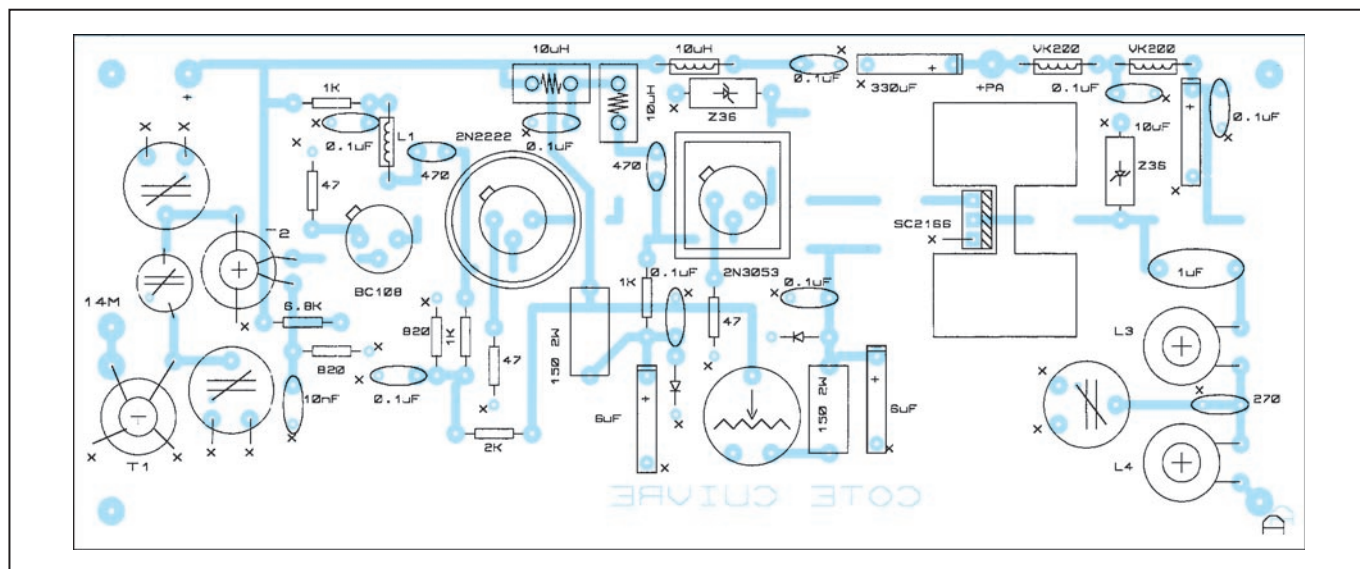 10uH
10uH
VK200
VK200
+
1K
0.1uF
330uF
+PA
0.1uF
10uH
Z36
0.1uF
L1
2N2222
0.1uF
0.1uF
10uF
470
470
47
Z36
SC2166
T2
BC108
0.1uF
2N3053
0.1uF
1uF
14M
6.8K
1K
820
1K
47
L3
820
47
150 2W
10nF
0.1uF
150 2W
270
6uF
6uF
T1
2K
L4
COTE CUIVRE
A